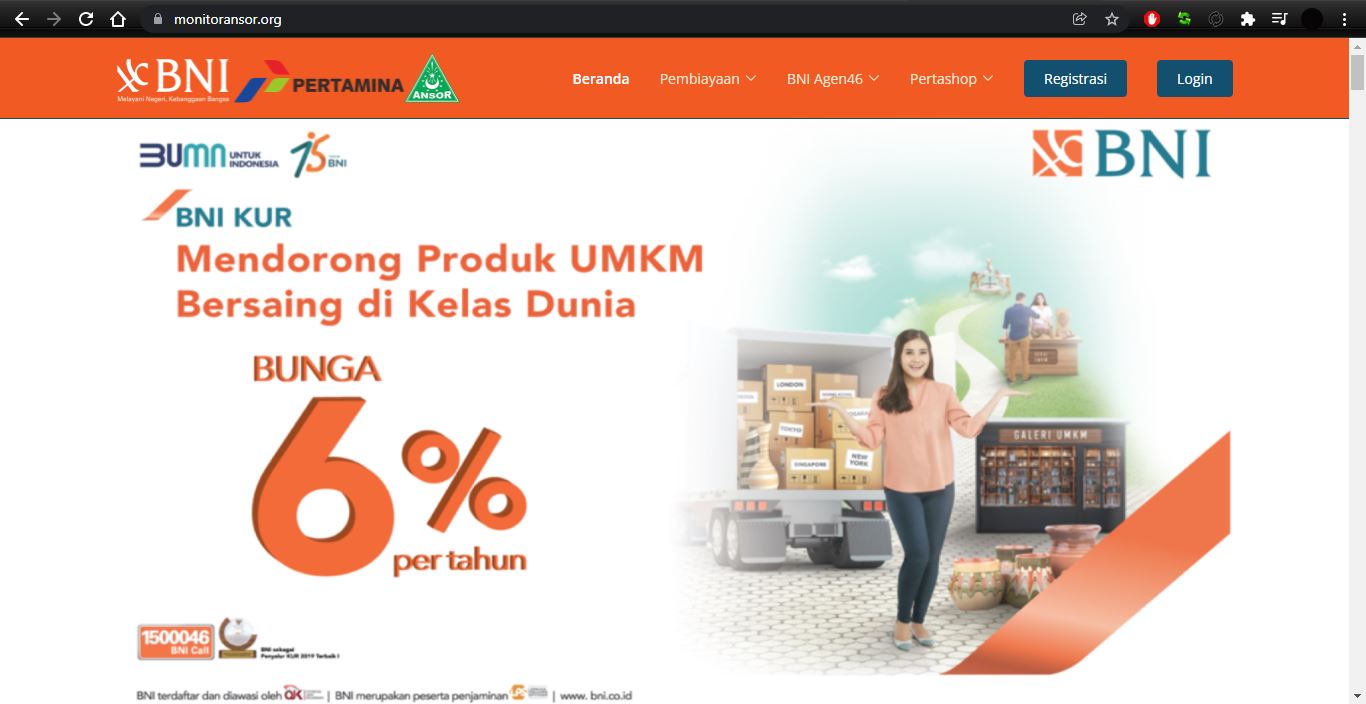 monitoransor.org
BNI
Melayani Negeri, Kebanggaan Bangsa
PERTAMINA
ANSOR
Beranda
Pembiayaan
BNI Agen46
Pertashop
Registrasi
Login
BUMN UNTUK INDONESIA
75
BNI
BNI
BNI KUR
Mendorong Produk UMKM
Bersaing di Kelas Dunia
BUNGA
6%
per tahun
LONDON
TOKYO
SINGAPORE
NEW YORK
GALERI UMKM
1500046
BNI Call
BNI sebagai
Penyalur KUR 2019 Terbaik I
BNI terdaftar dan diawasi oleh OJK | BNI merupakan peserta penjaminan LPS | www. bni.co.id